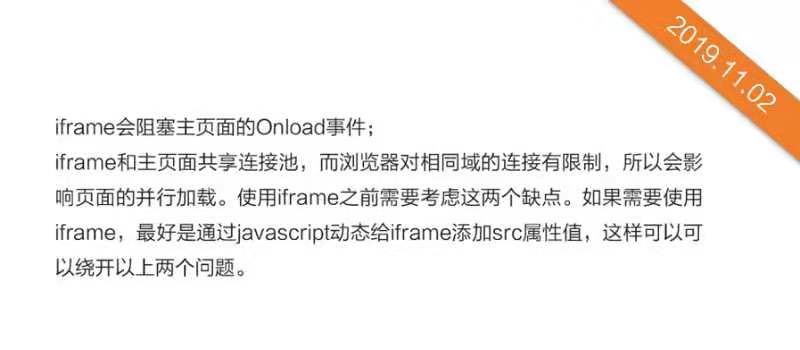 2019.11.02
iframe会阻塞主页面的Onload事件；
iframe和主页面共享连接池，而浏览器对相同域的连接有限制，所以会影
响页面的并行加载。使用iframe之前需要考虑这两个缺点。如果需要使用
iframe，最好是通过javascript动态给iframe添加src属性值，这样可以可
以绕开以上两个问题。